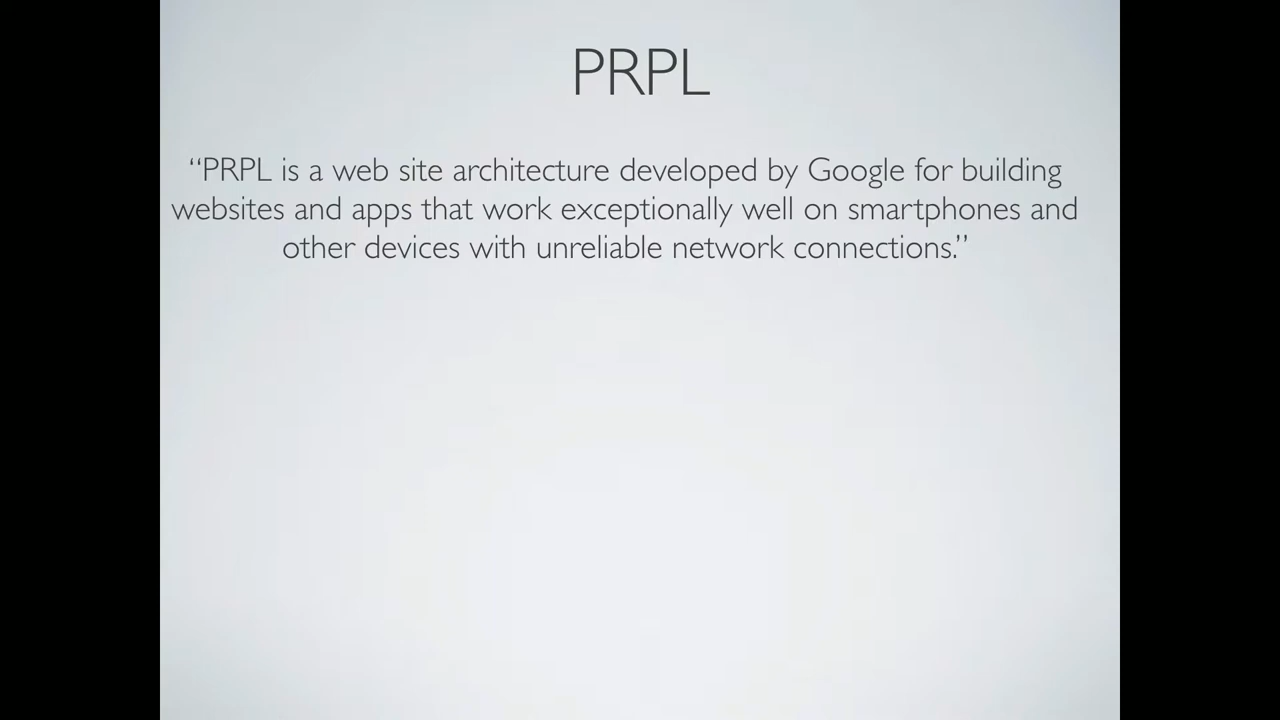 PRPL
“PRPL is a web site architecture developed by Google for building
websites and apps that work exceptionally well on smartphones and
other devices with unreliable network connections.”